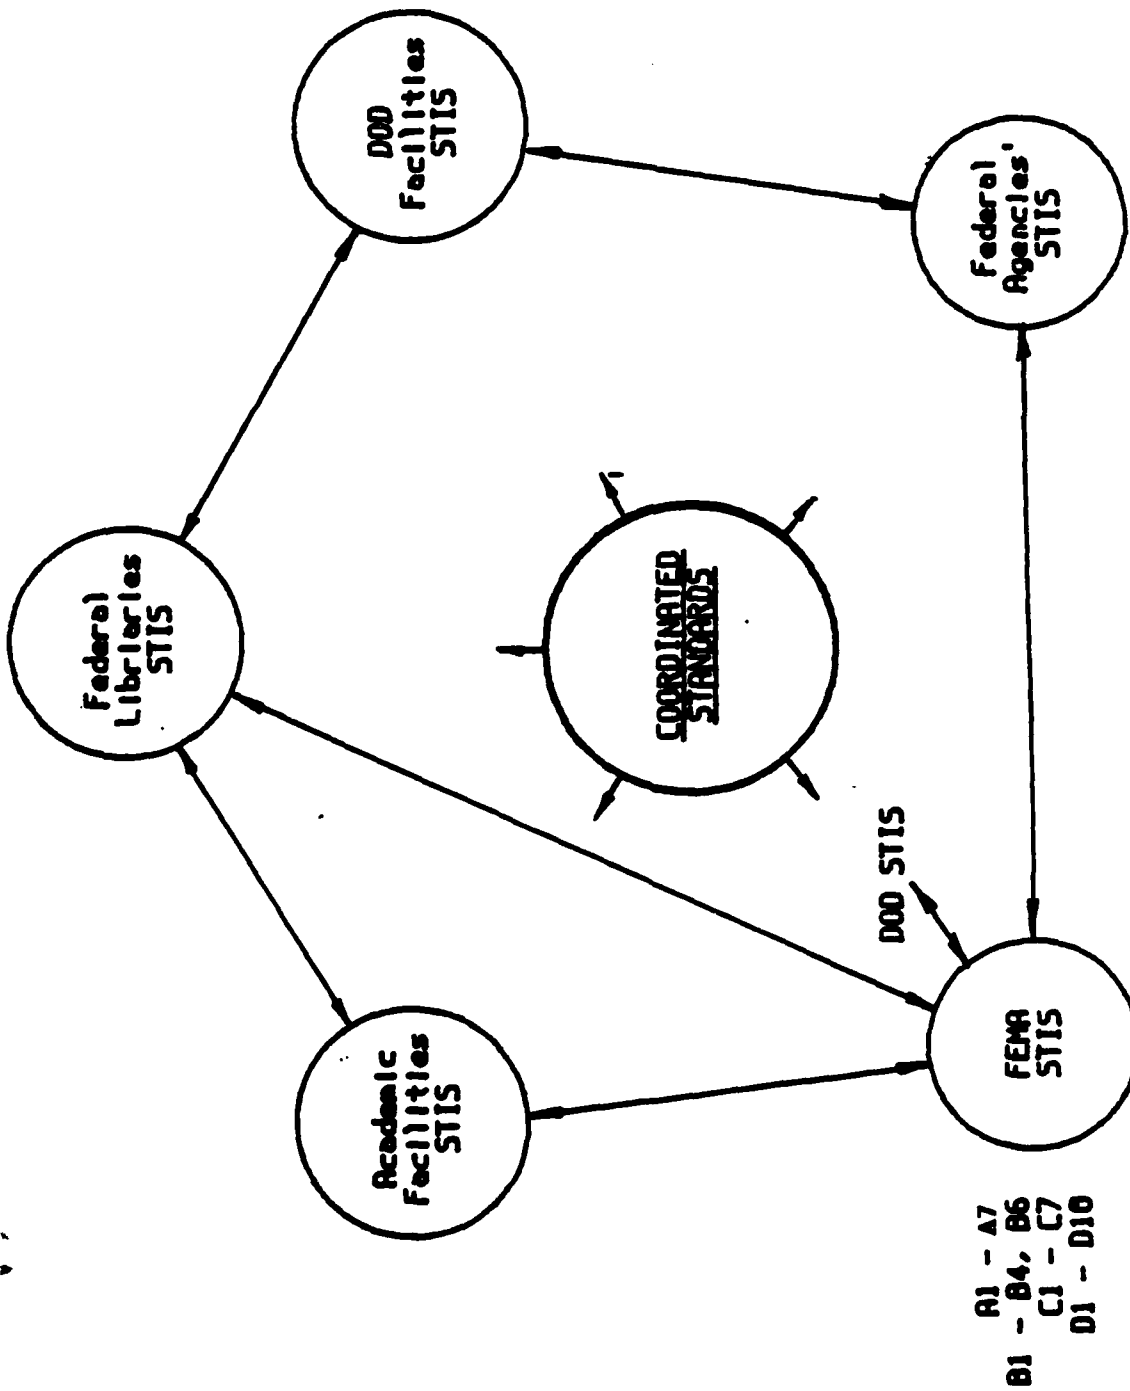 Federal
Libraries
STIS
Academic
Facilities
STIS
DOD
Facilities
STIS
COORDINATED
STANDARDS
DOD STIS
FEMA
STIS
Federal
Agencies'
STIS
A1 - A7
B1 - B4, B6
C1 - C7
D1 - D10